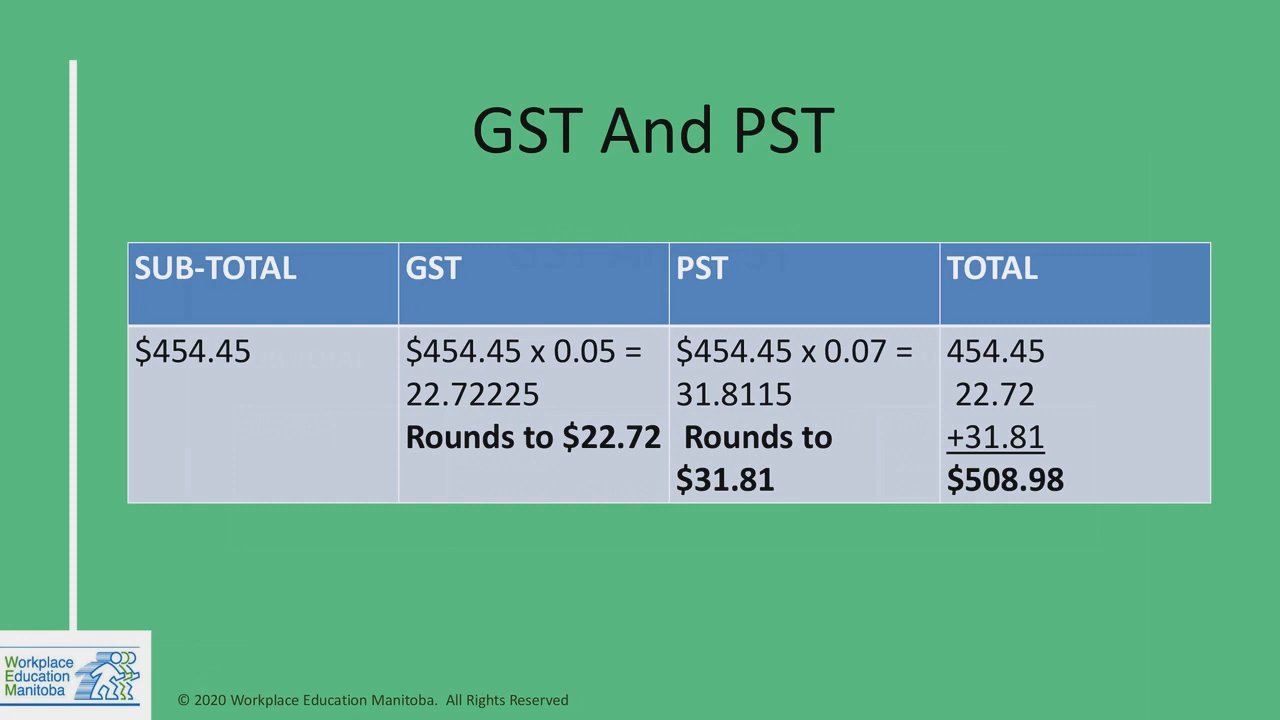 GST And PST
SUB-TOTAL
GST
PST
TOTAL
$454.45
$454.45 x 0.05 =
22.72225
Rounds to $22.72
$454.45 x 0.07 =
31.8115
Rounds to
$31.81
454.45
22.72
+31.81
$508.98
Workplace
Education
Manitoba
© 2020 Workplace Education Manitoba. All Rights Reserved